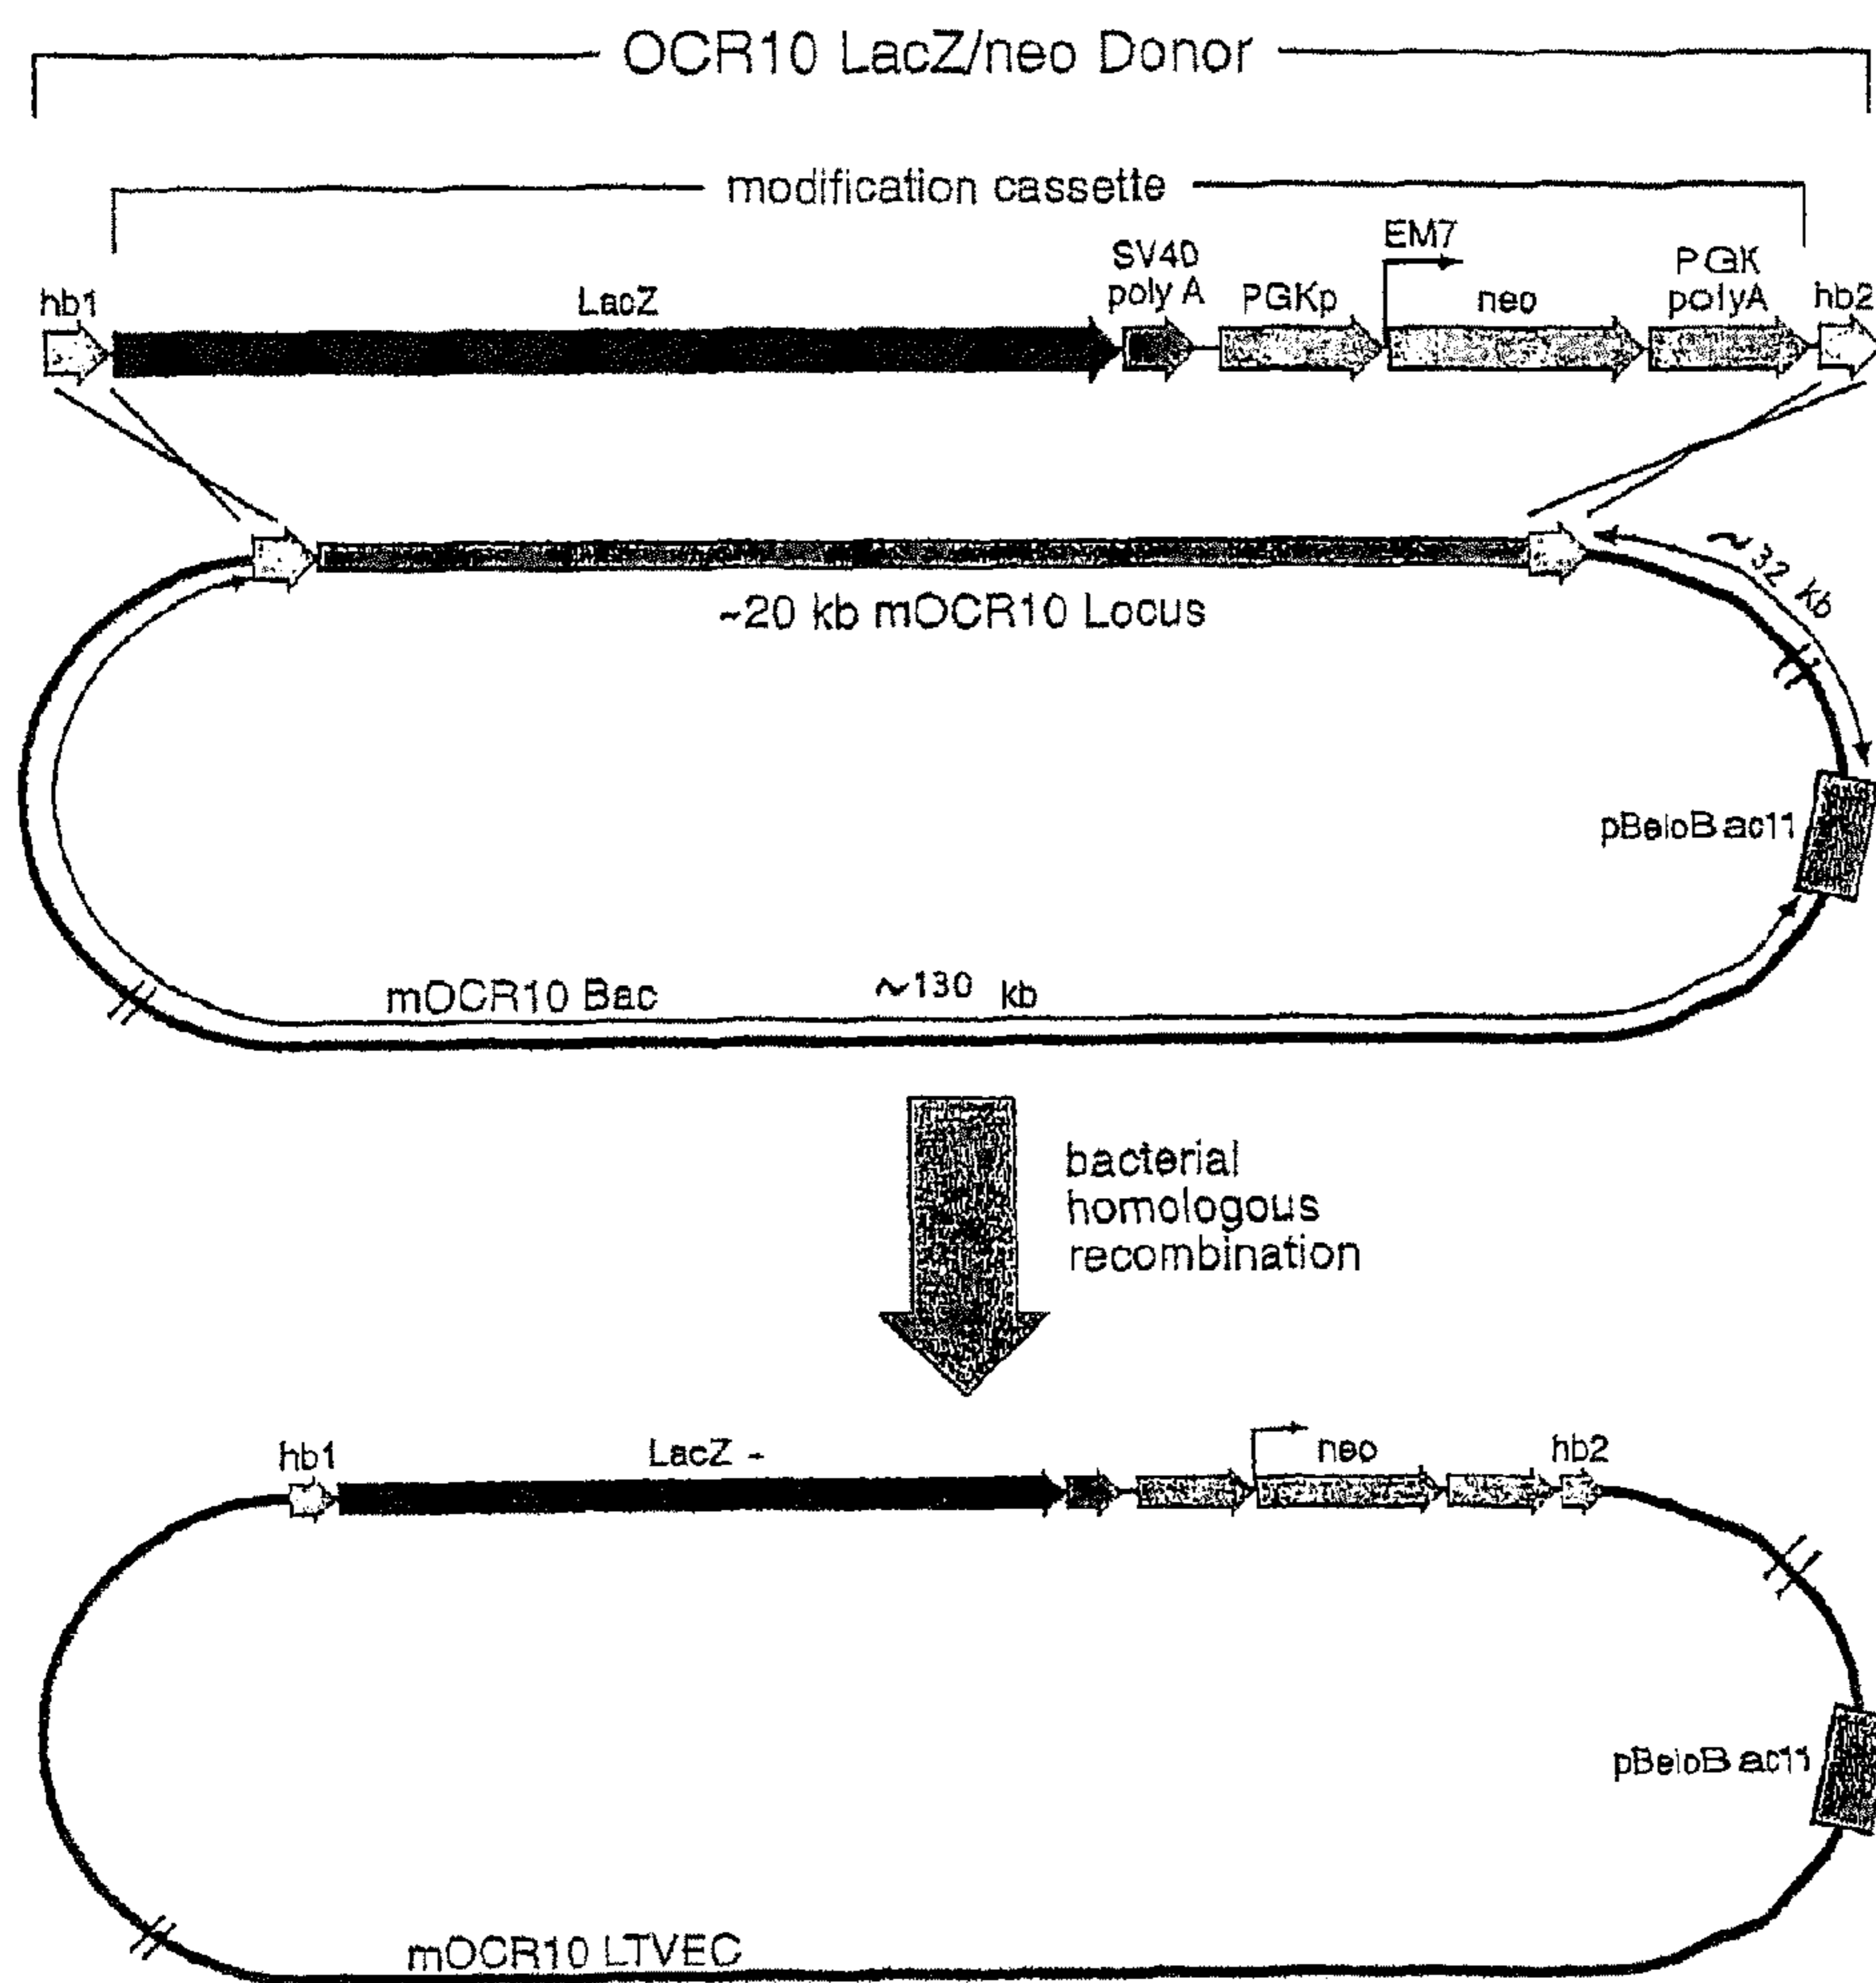 OCR10 LacZ/neo Donor
modification cassette
hb1
LacZ
SV40
poly A
PGKp
EM7
neo
PGK
polyA
hb2
~20 kb mOCR10 Locus
~32 kb
pBeloBac11
mOCR10 Bac
~130 kb
bacterial
homologous
recombination
hb1
LacZ -
neo
hb2
pBeloBac11
mOCR10 LTVEC